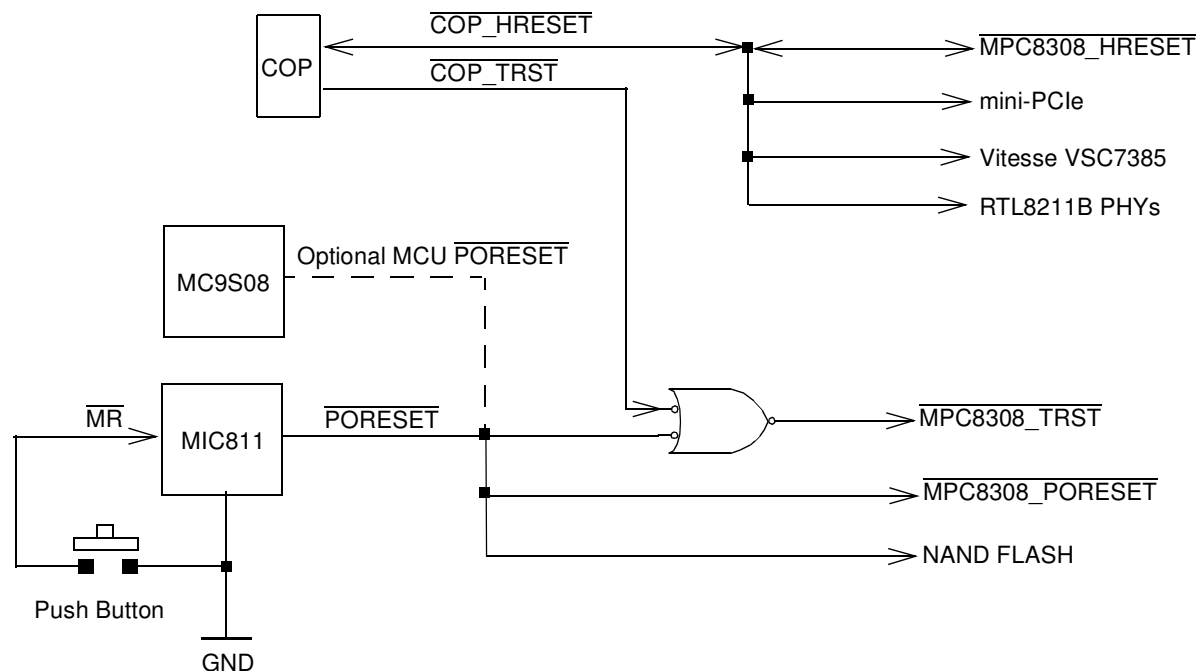 COP_HRESET
COP
COP_TRST
MPC8308_HRESET
mini-PCIe
Vitesse VSC7385
RTL8211B PHYs
MC9S08
Optional MCU PORESET
MR
MIC811
PORESET
MPC8308_TRST
MPC8308_PORESET
NAND FLASH
Push Button
GND